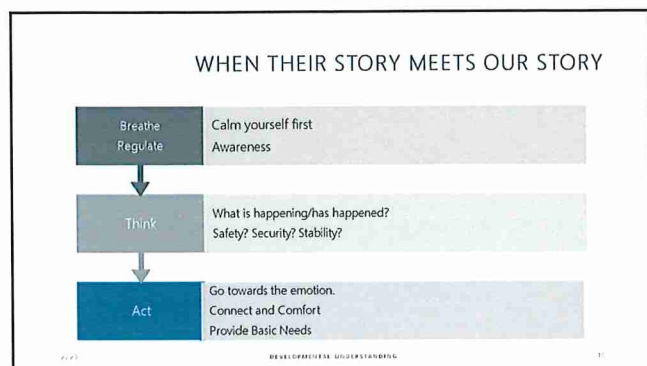 WHEN THEIR STORY MEETS OUR STORY
Breathe
Regulate
Calm yourself first
Awareness
Think
What is happening/has happened?
Safety? Security? Stability?
Act
Go towards the emotion.
Connect and Comfort
Provide Basic Needs
DEVELOPMENTAL UNDERSTANDING